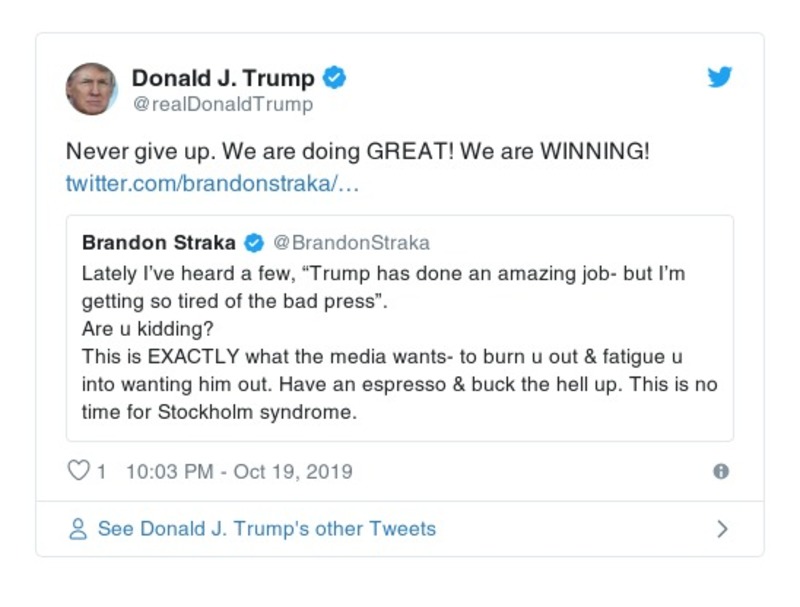 Donald J. Trump
@realDonaldTrump
Never give up. We are doing GREAT! We are WINNING!
twitter.com/brandonstraka/…
Brandon Straka @BrandonStraka
Lately I’ve heard a few, “Trump has done an amazing job- but I’m
getting so tired of the bad press”.
Are u kidding?
This is EXACTLY what the media wants- to burn u out & fatigue u
into wanting him out. Have an espresso & buck the hell up. This is no
time for Stockholm syndrome.
1 10:03 PM - Oct 19, 2019
See Donald J. Trump's other Tweets